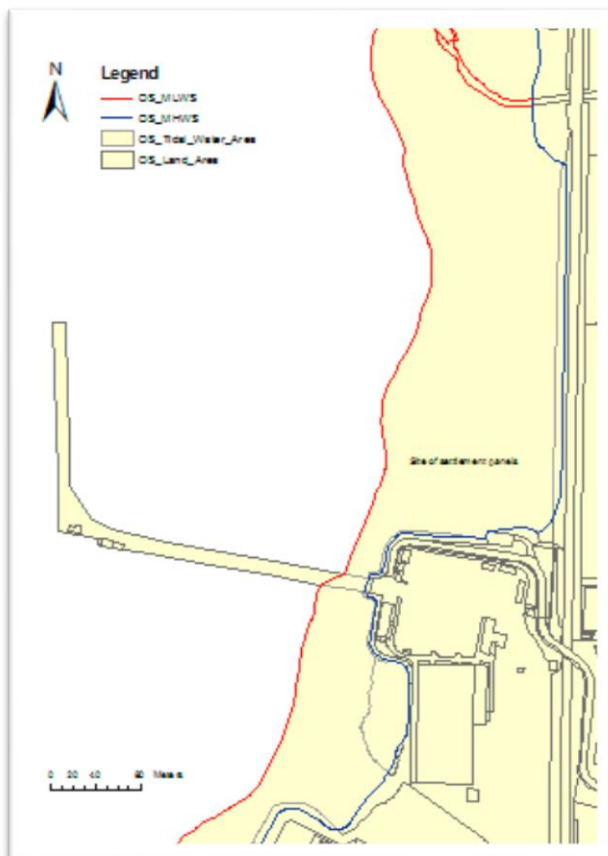 N
Legend
OS_MLWS
OS_MHWS
OS_Tidal_Water_Area
OS_Land_Area
Site of settlement panels
0 20 40 80 Meters